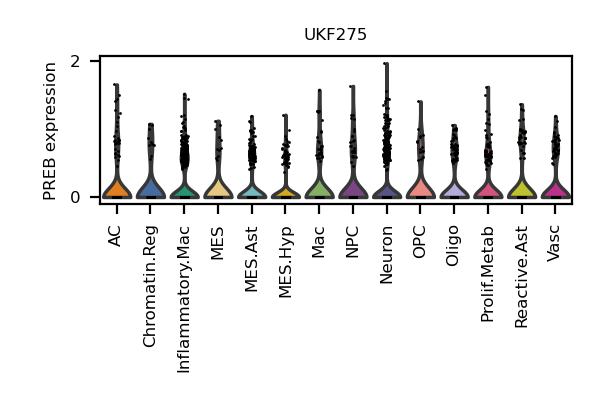 UKF275
PREB expression
2
0
AC
Chromatin.Reg
Inflammatory.Mac
MES
MES.Ast
MES.Hyp
Mac
NPC
Neuron
OPC
Oligo
Prolif.Metab
Reactive.Ast
Vasc